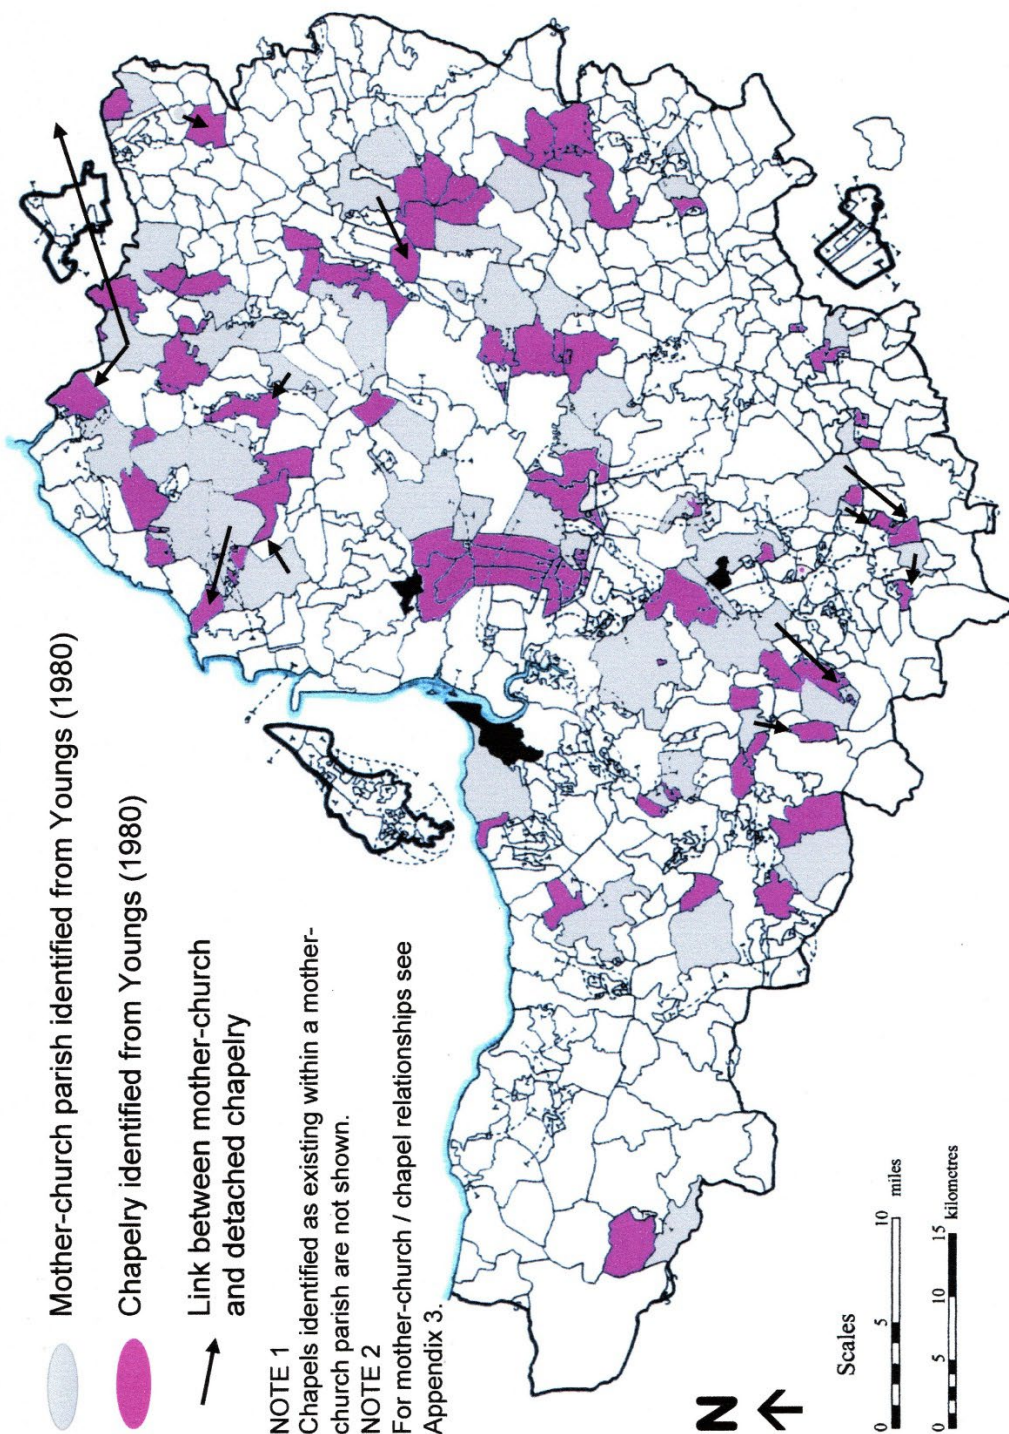 Mother-church parish identified from Youngs (1980)
Chapelry identified from Youngs (1980)
Link between mother-church
and detached chapelry
NOTE 1
Chapels identified as existing within a mother-
church parish are not shown.
NOTE 2
For mother-church / chapel relationships see
Appendix 3.
N
Scales
0 5 10 miles
0 5 10 15 kilometres